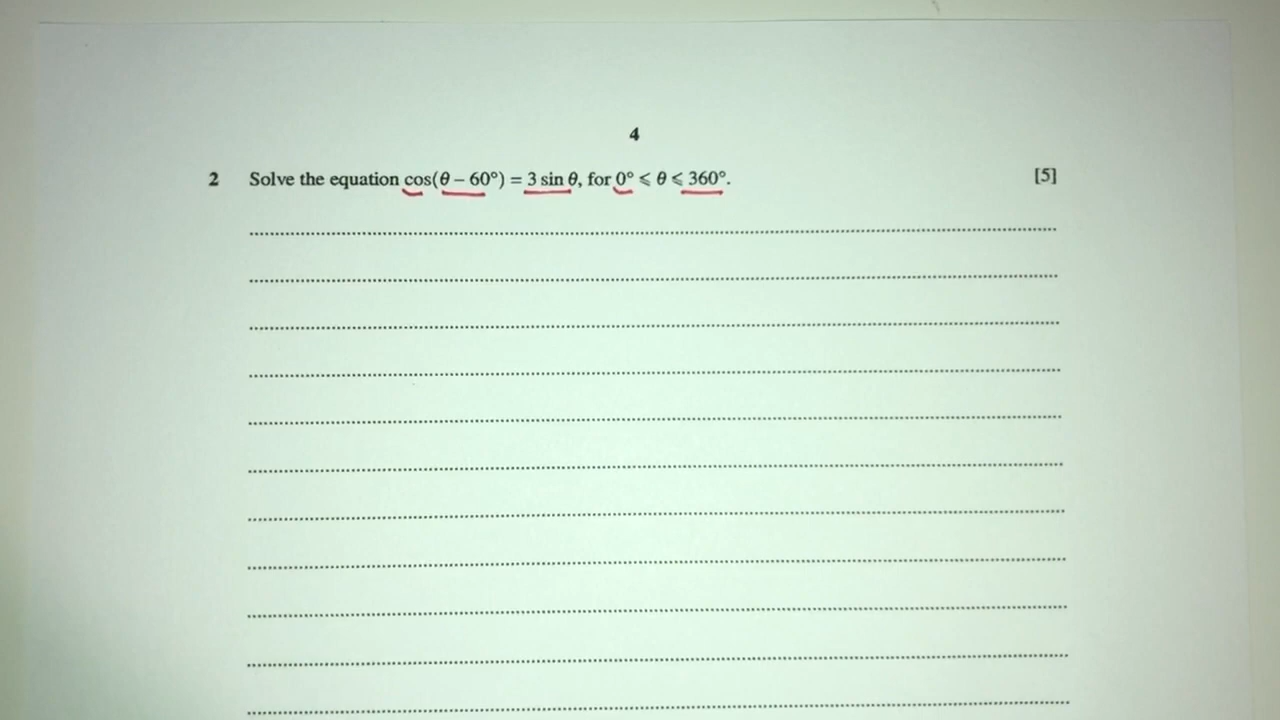 4
2 Solve the equation cos(θ − 60°) = 3 sin θ, for 0° ⩽ θ ⩽ 360°. [5]